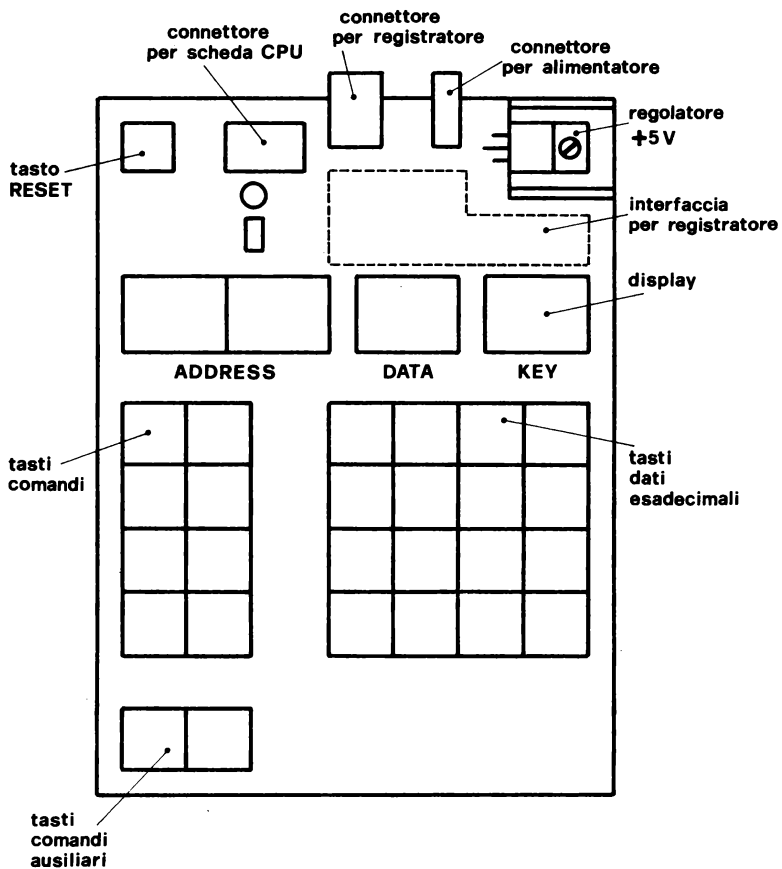 connettore
per registratore
connettore
per scheda CPU
connettore
per alimentatore
regolatore
+5V
tasto
RESET
interfaccia
per registratore
display
ADDRESS
DATA
KEY
tasti
comandi
tasti
dati
esadecimali
tasti
comandi
ausiliari